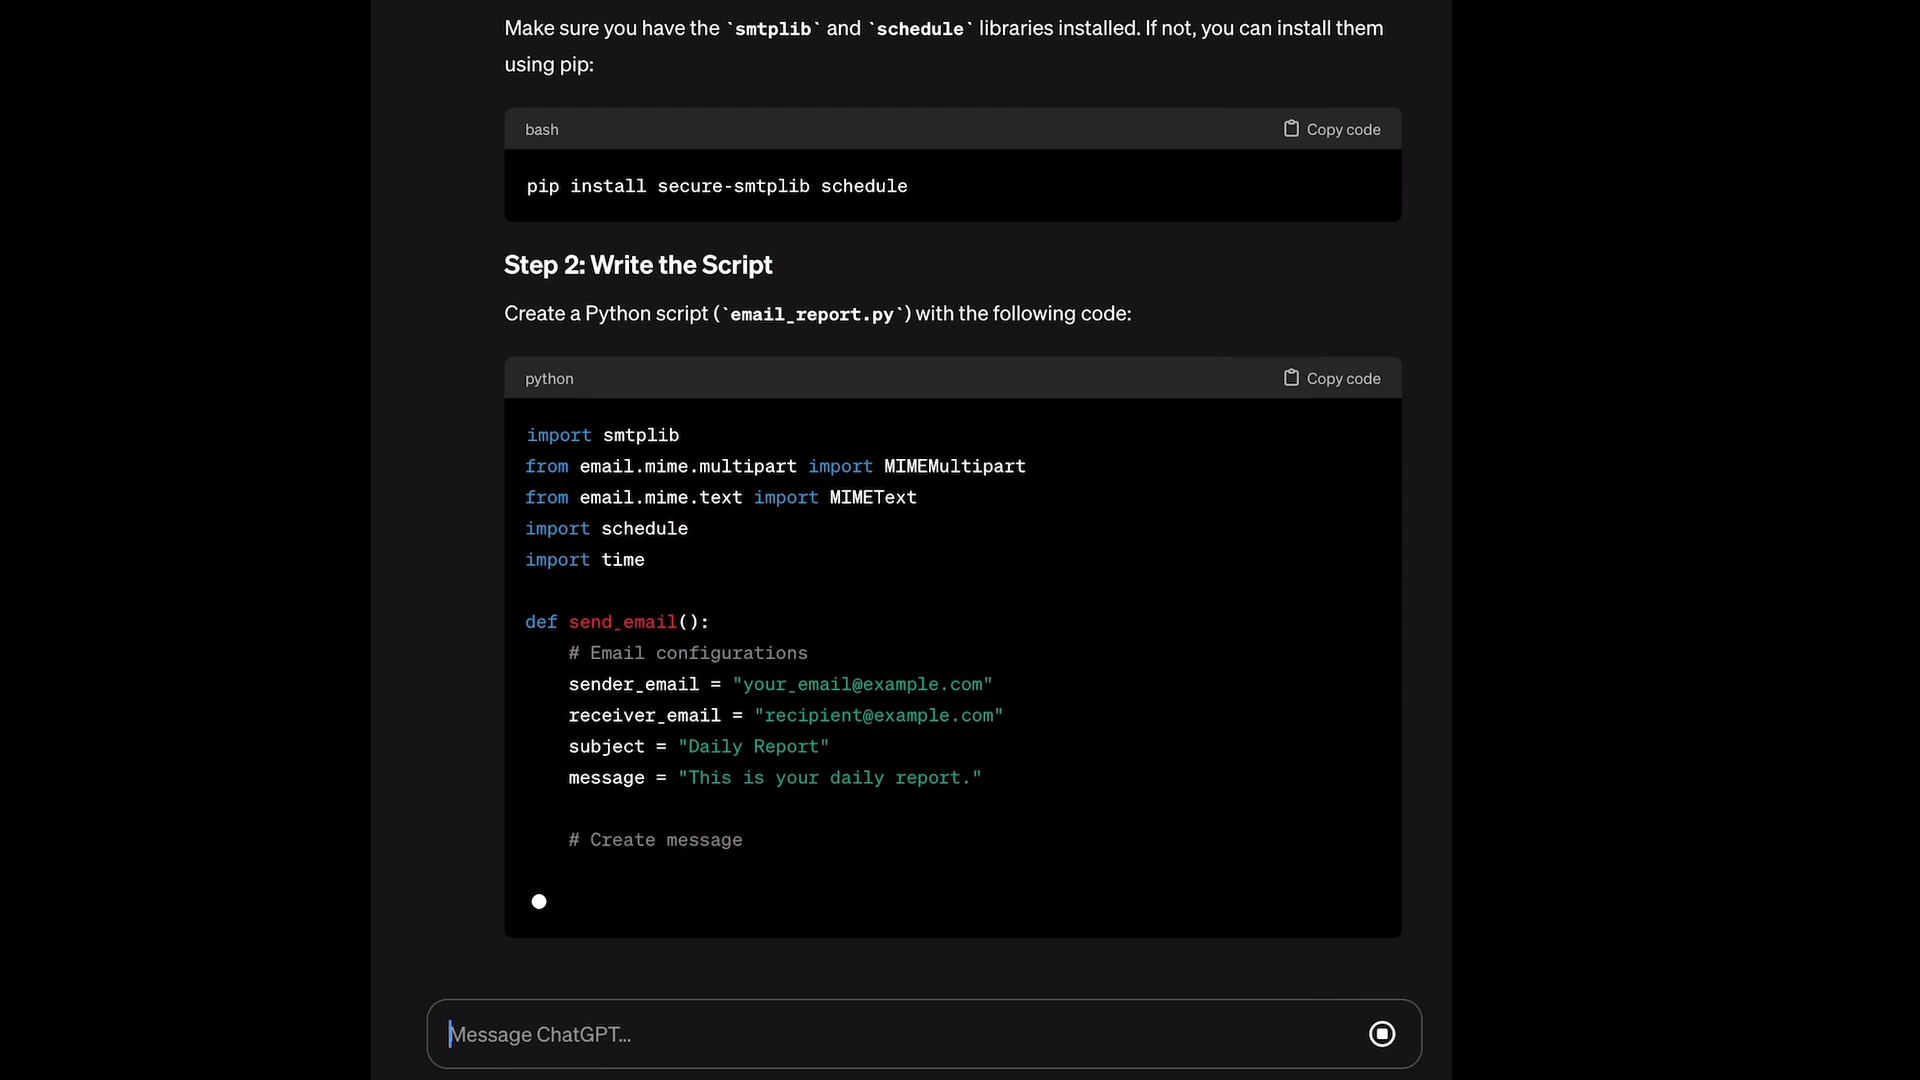 Make sure you have the `smtplib` and `schedule` libraries installed. If not, you can install them
using pip:
bash
Copy code
pip install secure-smtplib schedule
Step 2: Write the Script
Create a Python script (`email_report.py`) with the following code:
python
Copy code
import smtplib
from email.mime.multipart import MIMEMultipart
from email.mime.text import MIMEText
import schedule
import time
def send_email():
# Email configurations
sender_email = "your_email@example.com"
receiver_email = "recipient@example.com"
subject = "Daily Report"
message = "This is your daily report."
# Create message
Message ChatGPT...